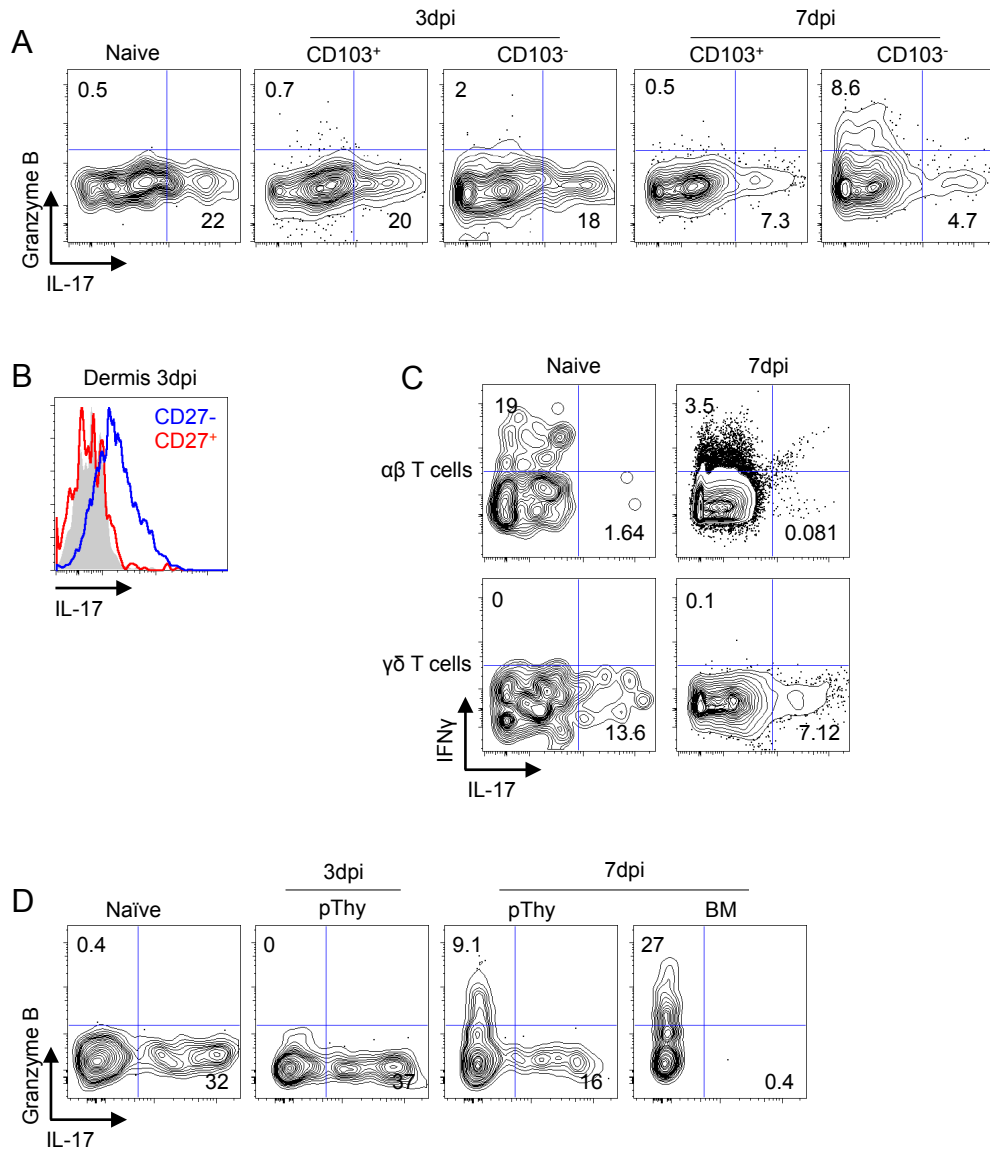 A
3dpi
7dpi
Naive
CD103⁺
CD103⁻
CD103⁺
CD103⁻
0.5
0.7
2
0.5
8.6
22
20
18
7.3
4.7
Granzyme B
IL-17
B
Dermis 3dpi
CD27-
CD27⁺
IL-17
C
Naive
7dpi
αβ T cells
19
3.5
1.64
0.081
γδ T cells
0
0.1
13.6
7.12
IFNγ
IL-17
D
3dpi
7dpi
Naïve
pThy
pThy
BM
0.4
0
9.1
27
32
37
16
0.4
Granzyme B
IL-17